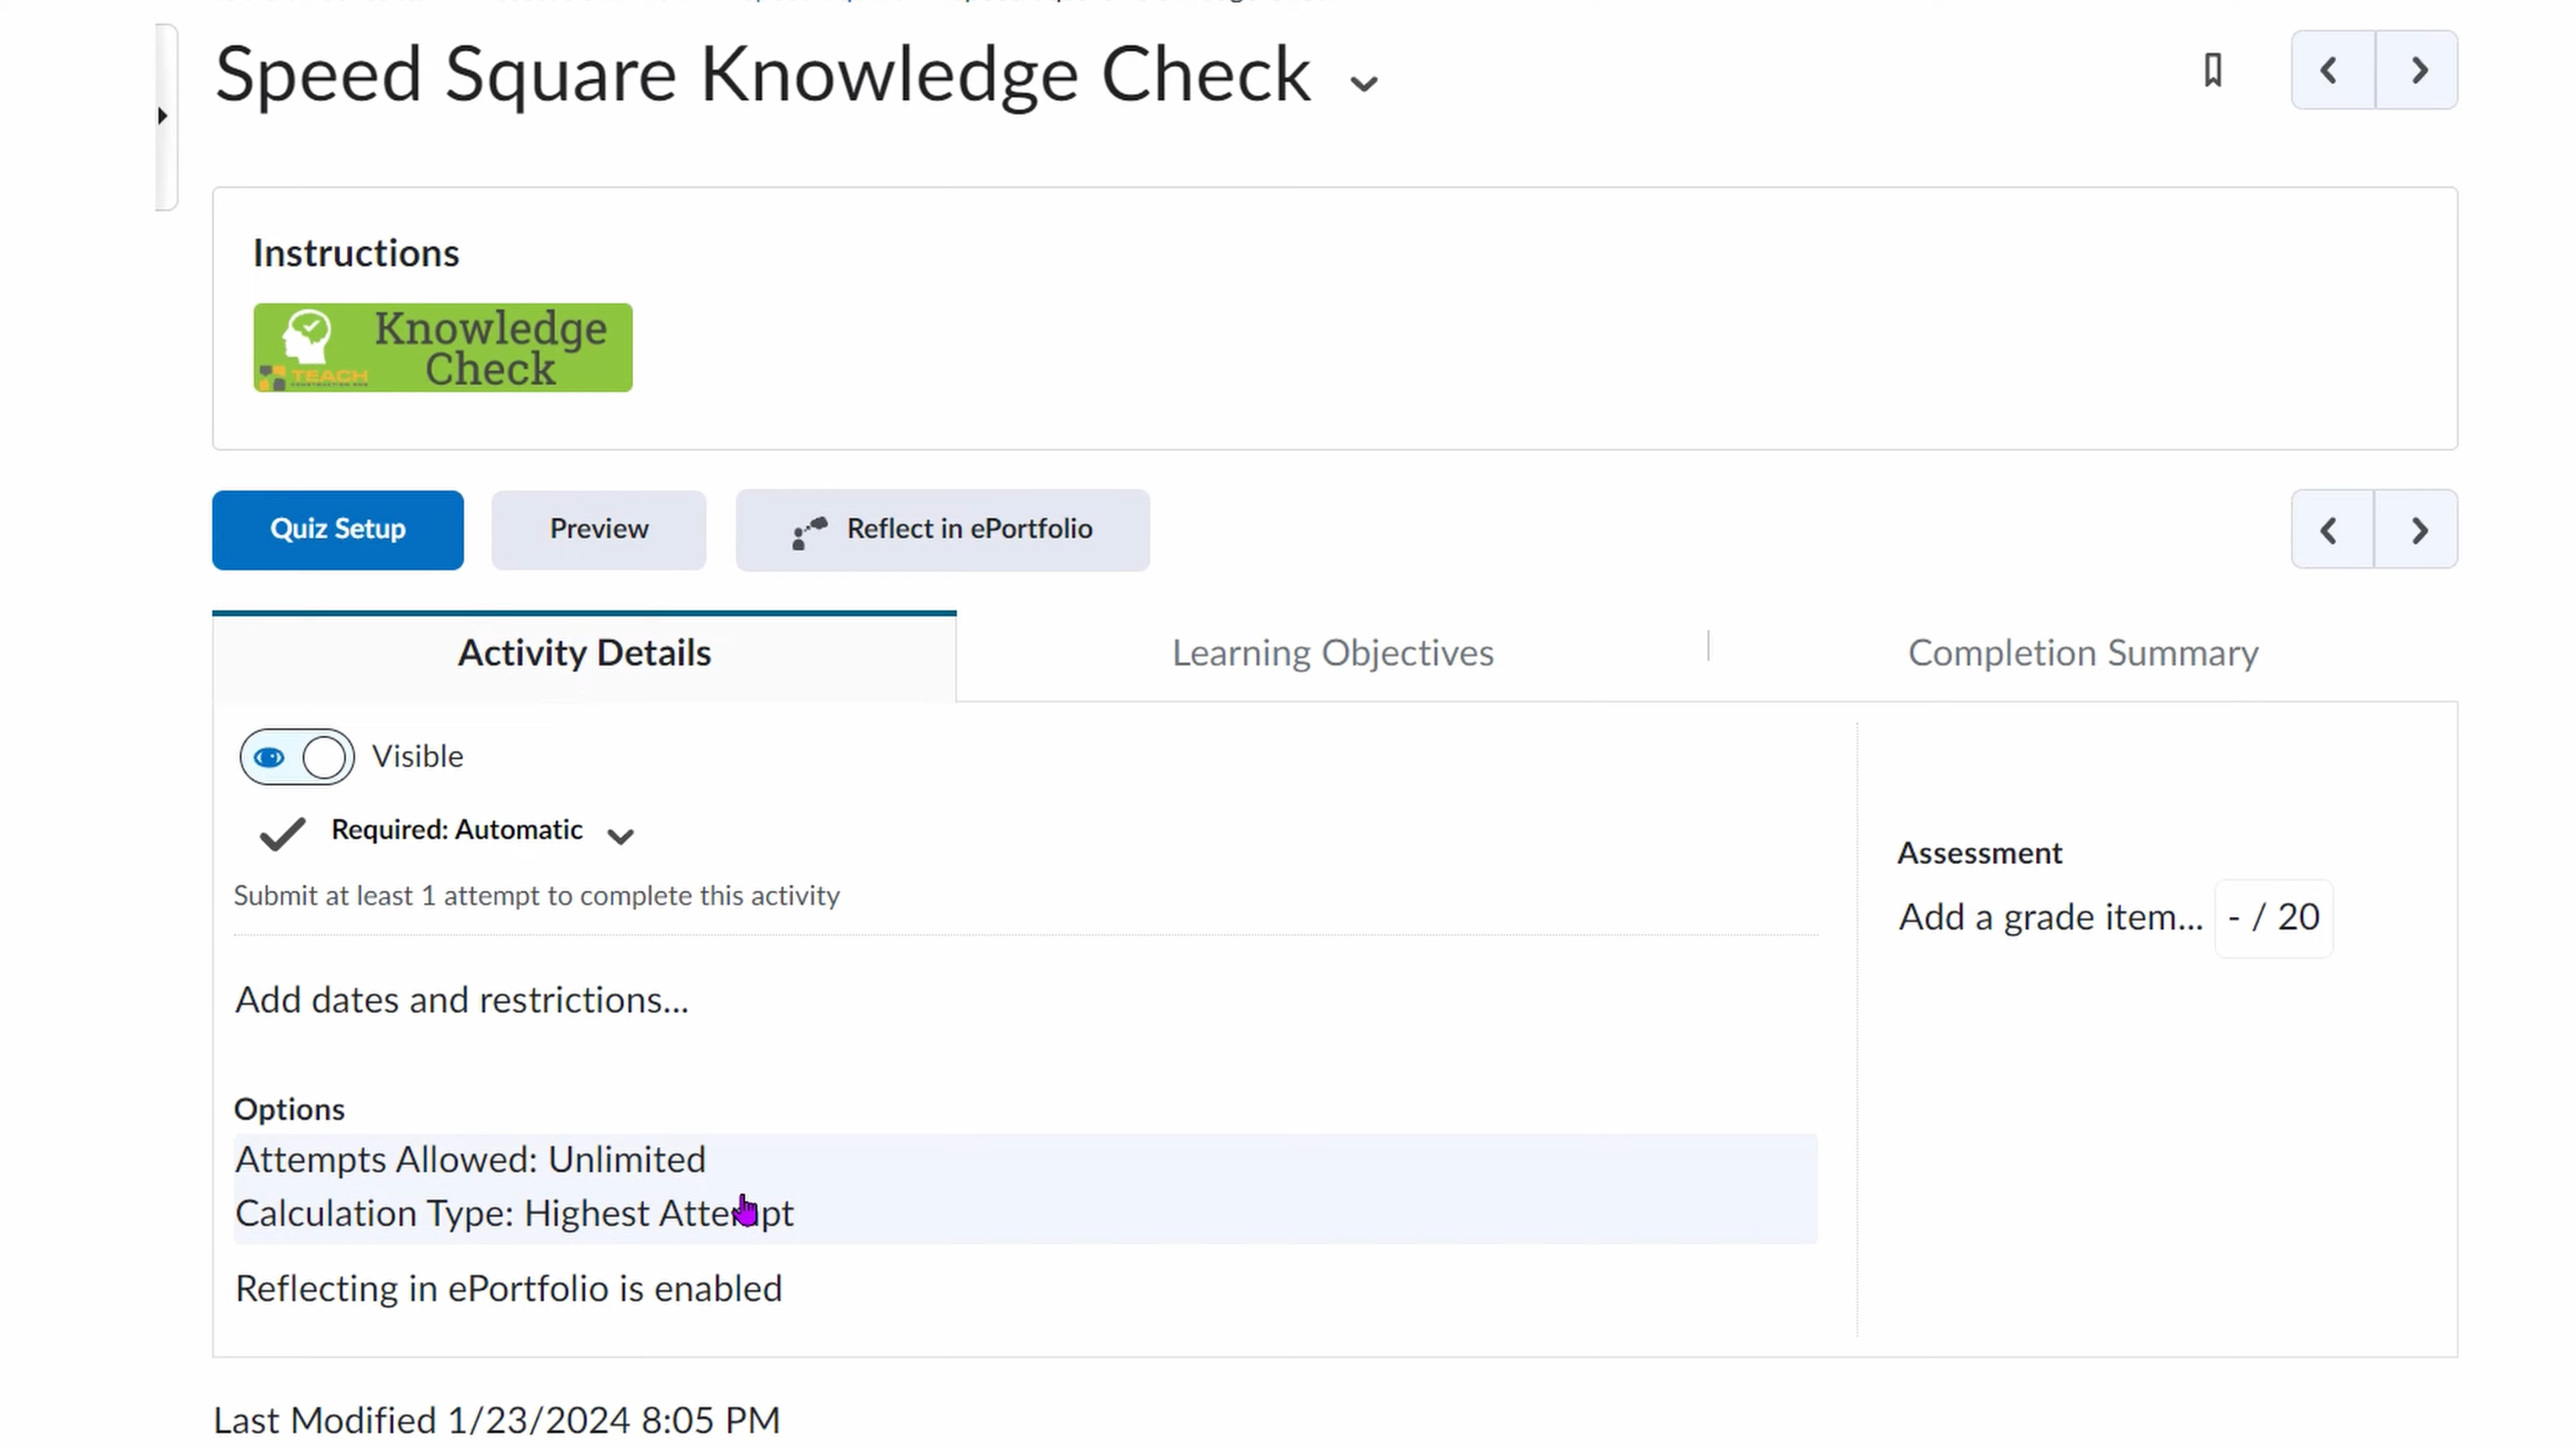 Speed Square Knowledge Check
Instructions
Knowledge
Check
TEACH
Quiz Setup
Preview
Reflect in ePortfolio
Activity Details
Learning Objectives
Completion Summary
Visible
Required: Automatic
Submit at least 1 attempt to complete this activity
Assessment
Add a grade item... - / 20
Add dates and restrictions...
Options
Attempts Allowed: Unlimited
Calculation Type: Highest Attempt
Reflecting in ePortfolio is enabled
Last Modified 1/23/2024 8:05 PM